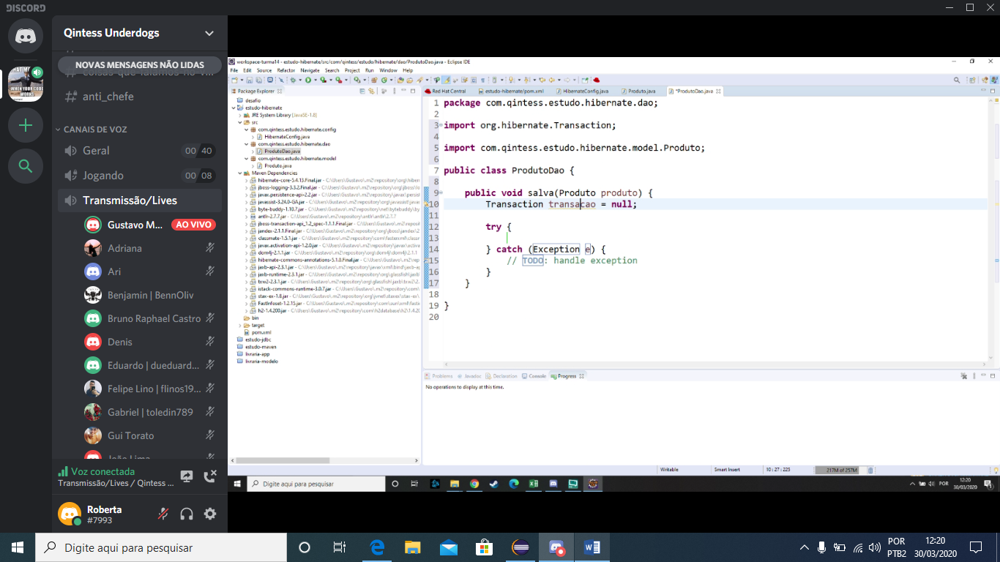 DISCORD
Qintess Underdogs
NOVAS MENSAGENS NÃO LIDAS
anti_chefe
CANAIS DE VOZ
Geral
00 40
Jogando
00 08
Transmissão/Lives
Gustavo M...
AO VIVO
Adriana
Ari
Benjamin | BennOliv
Bruno Raphael Castro
Denis
Eduardo | dueduard...
Felipe Lino | flinos19...
Gabriel | toledin789
Gui Torato
João Lima
Voz conectada
Transmissão/Lives / Qintess ...
Roberta
#7993
workspace-turma14 - estudo-hibernate/src/com/qintess/estudo/hibernate/dao/ProdutoDao.java - Eclipse IDE
File Edit Source Refactor Navigate Search Project Run Window Help
Package Explorer
desafio
estudo-hibernate
JRE System Library [JavaSE-1.8]
src
com.qintess.estudo.hibernate.config
HibernateConfig.java
com.qintess.estudo.hibernate.dao
ProdutoDao.java
com.qintess.estudo.hibernate.model
Produto.java
Maven Dependencies
hibernate-core-5.4.13.Final.jar - C:\Users\Gustavo\.m2\repository\org\hiber
jboss-logging-3.3.2.Final.jar - C:\Users\Gustavo\.m2\repository\org\jboss\lo
javax.persistence-api-2.2.jar - C:\Users\Gustavo\.m2\repository\javax\persist
javassist-3.24.0-GA.jar - C:\Users\Gustavo\.m2\repository\org\javassist\javas
byte-buddy-1.10.7.jar - C:\Users\Gustavo\.m2\repository\net\bytebuddy\by
antlr-2.7.7.jar - C:\Users\Gustavo\.m2\repository\antlr\antlr\2.7.7
jboss-transaction-api_1.2_spec-1.1.1.Final.jar - C:\Users\Gustavo\.m2\reposi
jandex-2.1.1.Final.jar - C:\Users\Gustavo\.m2\repository\org\jboss\jandex\2
classmate-1.5.1.jar - C:\Users\Gustavo\.m2\repository\com\fasterxml\classr
javax.activation-api-1.2.0.jar - C:\Users\Gustavo\.m2\repository\javax\activ
dom4j-2.1.1.jar - C:\Users\Gustavo\.m2\repository\org\dom4j\dom4j\2.1.1
hibernate-commons-annotations-5.1.0.Final.jar - C:\Users\Gustavo\.m2\rep
jaxb-api-2.3.1.jar - C:\Users\Gustavo\.m2\repository\javax\xml\bind\jaxb-ap
jaxb-runtime-2.3.1.jar - C:\Users\Gustavo\.m2\repository\org\glassfish\jaxb
txw2-2.3.1.jar - C:\Users\Gustavo\.m2\repository\org\glassfish\jaxb\txw2\2.
istack-commons-runtime-3.0.7.jar - C:\Users\Gustavo\.m2\repository\com\s
stax-ex-1.8.jar - C:\Users\Gustavo\.m2\repository\org\jvnet\staxex\stax-ex\
FastInfoset-1.2.15.jar - C:\Users\Gustavo\.m2\repository\com\sun\xml\fast
h2-1.4.200.jar - C:\Users\Gustavo\.m2\repository\com\h2database\h2\1.4.20
bin
target
pom.xml
estudo-jdbc
estudo-maven
livraria-app
livraria-modelo
Red Hat Central
estudo-hibernate/pom.xml
HibernateConfig.java
Produto.java
*ProdutoDao.java
1 package com.qintess.estudo.hibernate.dao;
2
3 import org.hibernate.Transaction;
4
5 import com.qintess.estudo.hibernate.model.Produto;
6
7 public class ProdutoDao {
8
9 public void salva(Produto produto) {
10 Transaction transacao = null;
11
12 try {
13
14 } catch (Exception e) {
15 // TODO: handle exception
16 }
17 }
18
19 }
20
Problems Javadoc Declaration Console Progress
No operations to display at this time.
Writable
Smart Insert
10 : 27 : 225
217M of 257M
Digite aqui para pesquisar
POR
12:20
30/03/2020
Digite aqui para pesquisar
POR
PTB2
12:20
30/03/2020